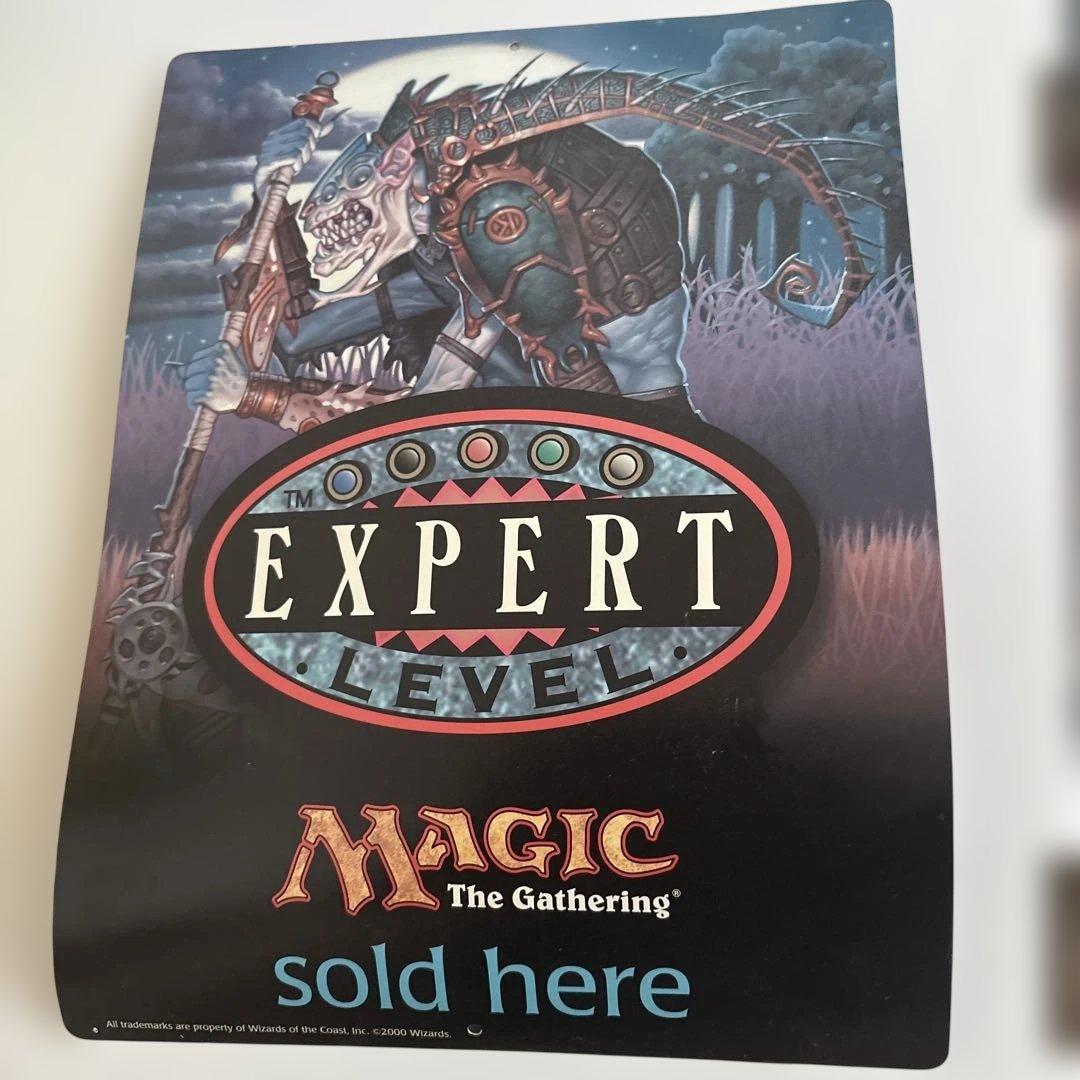 TM
EXPERT
• LEVEL •
MAGIC
The Gathering®
sold here
All trademarks are property of Wizards of the Coast, Inc. ©2000 Wizards.